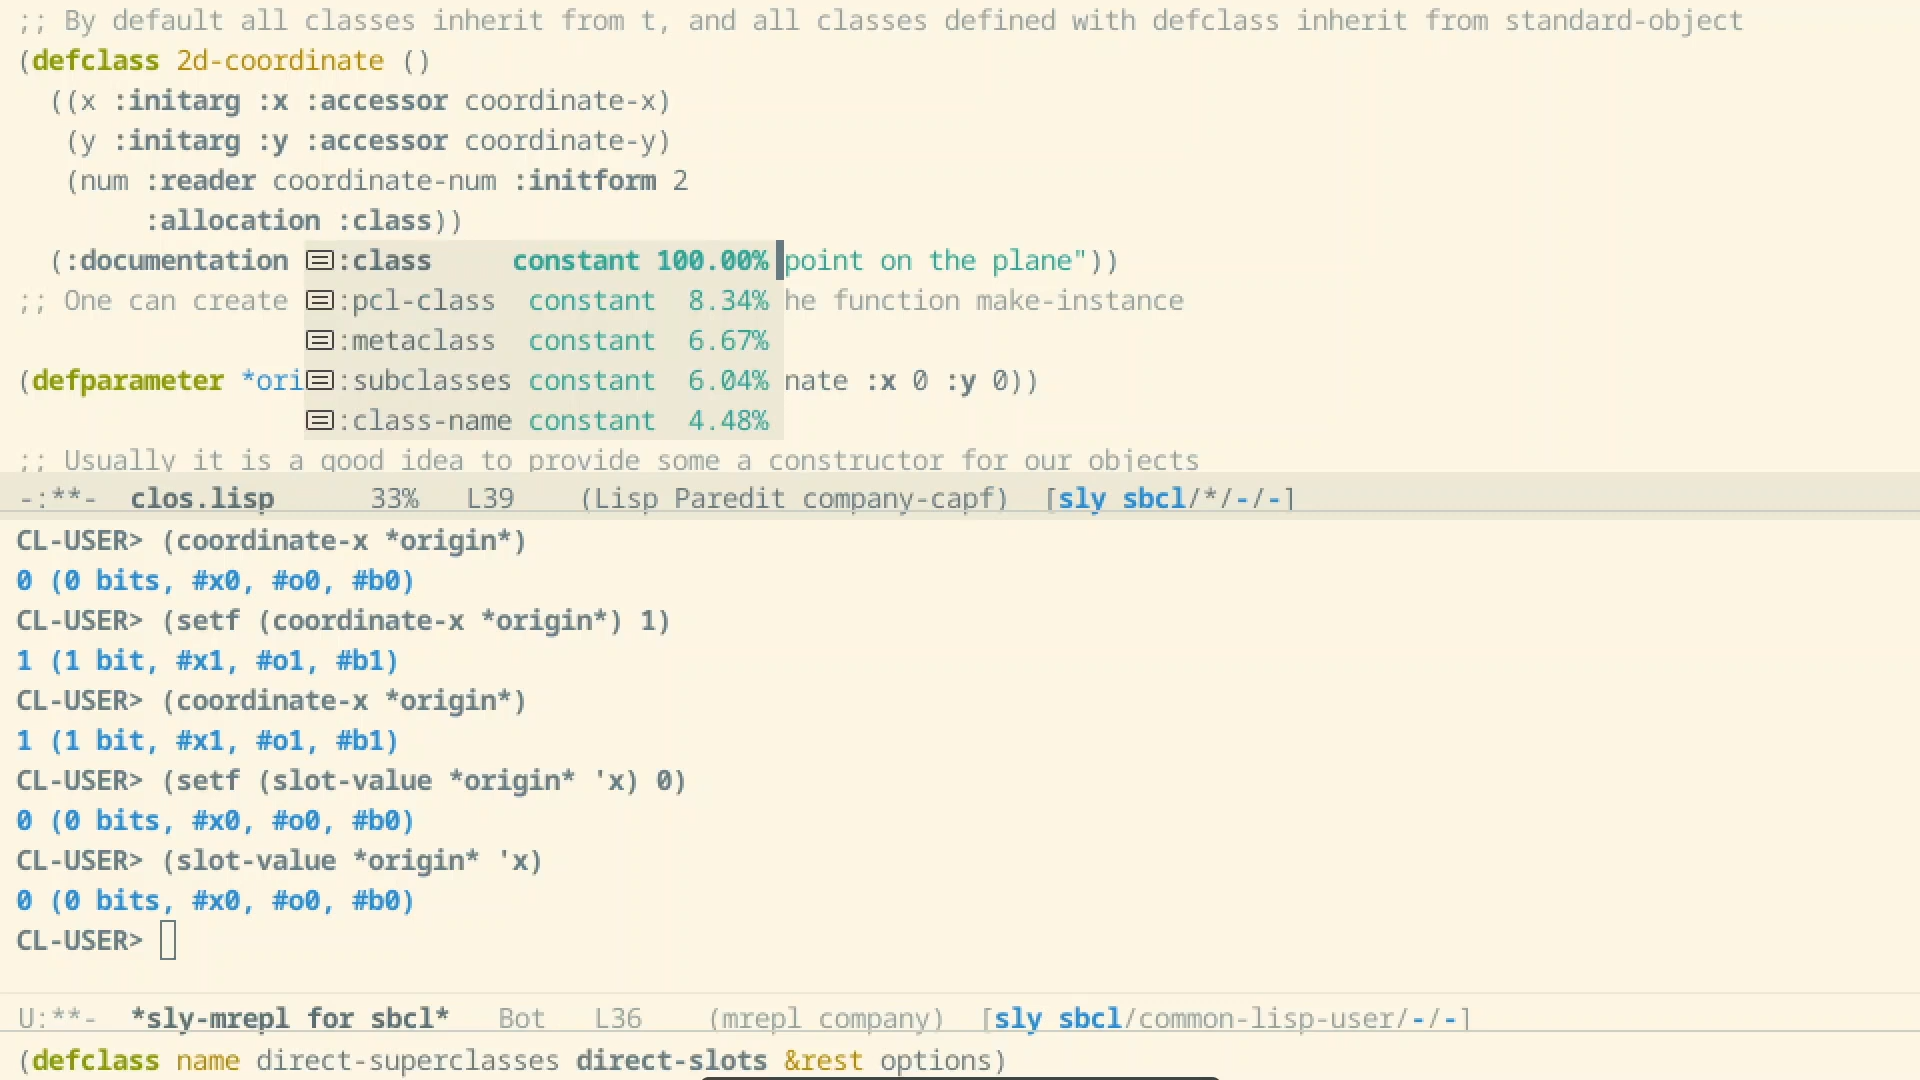 ;; By default all classes inherit from t, and all classes defined with defclass inherit from standard-object
(defclass 2d-coordinate ()
  ((x :initarg :x :accessor coordinate-x)
   (y :initarg :y :accessor coordinate-y)
   (num :reader coordinate-num :initform 2
        :allocation :class))
  (:documentation :class constant 100.00% point on the plane"))
;; One can create :pcl-class constant 8.34% he function make-instance
:metaclass constant 6.67%
(defparameter *ori :subclasses constant 6.04% nate :x 0 :y 0))
:class-name constant 4.48%
;; Usually it is a good idea to provide some a constructor for our objects
-:**-  clos.lisp      33%   L39    (Lisp Paredit company-capf)  [sly sbcl/*/-/-]
CL-USER> (coordinate-x *origin*)
0 (0 bits, #x0, #o0, #b0)
CL-USER> (setf (coordinate-x *origin*) 1)
1 (1 bit, #x1, #o1, #b1)
CL-USER> (coordinate-x *origin*)
1 (1 bit, #x1, #o1, #b1)
CL-USER> (setf (slot-value *origin* 'x) 0)
0 (0 bits, #x0, #o0, #b0)
CL-USER> (slot-value *origin* 'x)
0 (0 bits, #x0, #o0, #b0)
CL-USER>
U:**-  *sly-mrepl for sbcl*   Bot   L36    (mrepl company)  [sly sbcl/common-lisp-user/-/-]
(defclass name direct-superclasses direct-slots &rest options)